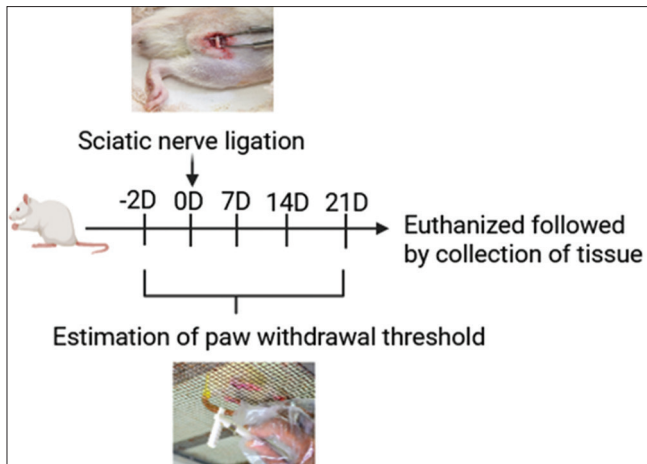 Sciatic nerve ligation
-2D 0D 7D 14D 21D
Euthanized followed
by collection of tissue
Estimation of paw withdrawal threshold